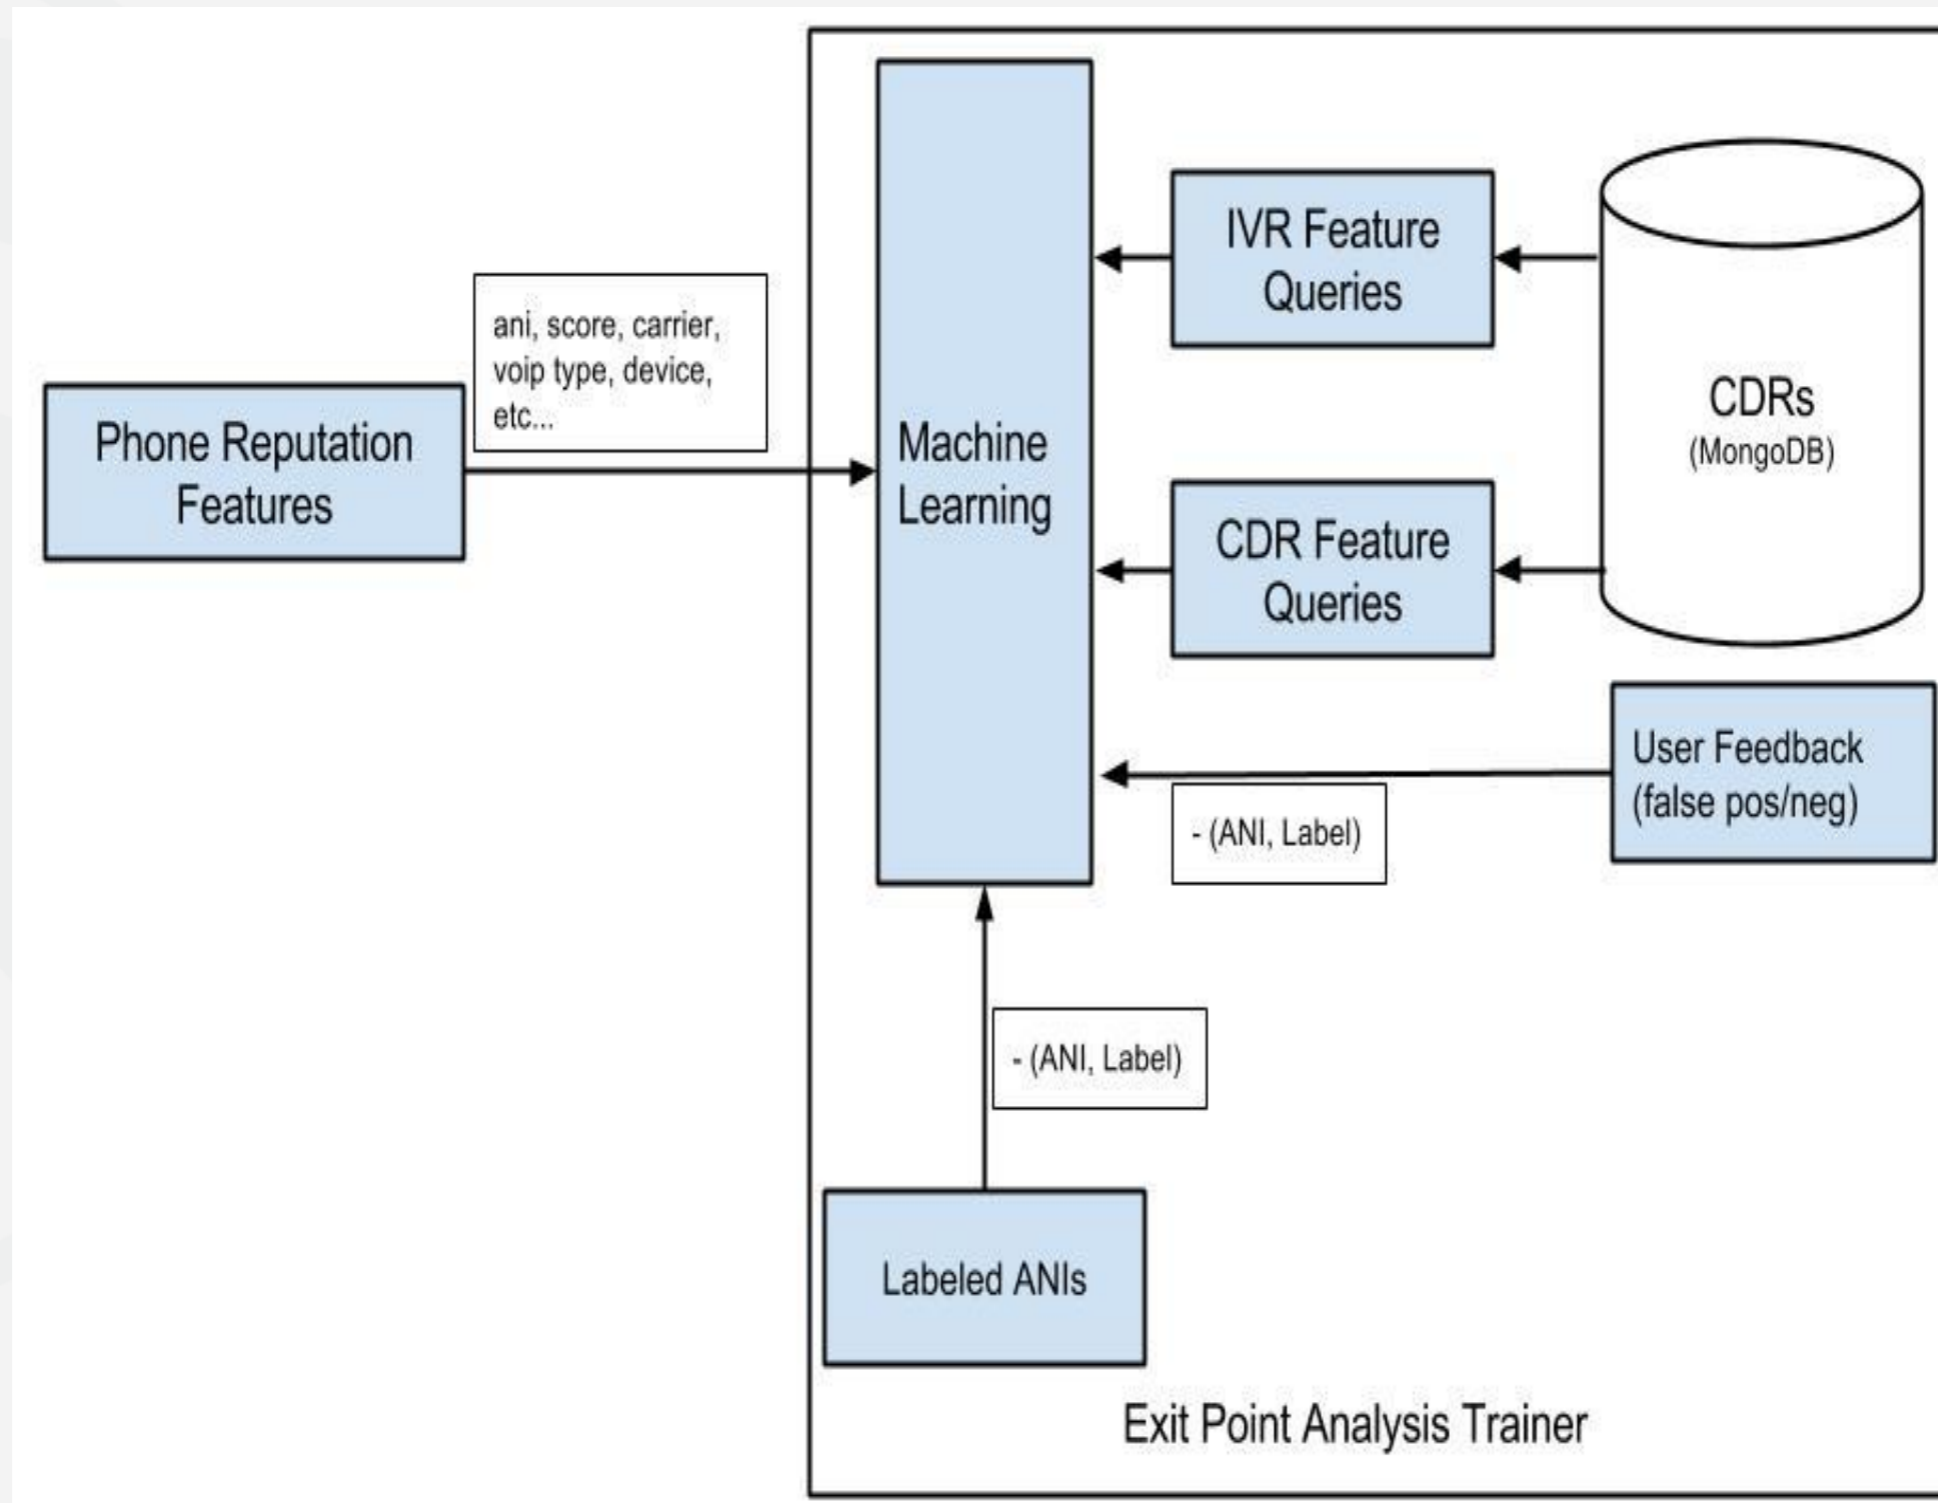 ani, score, carrier,
voip type, device,
etc...
Phone Reputation
Features
Machine
Learning
IVR Feature
Queries
CDR Feature
Queries
CDRs
(MongoDB)
User Feedback
(false pos/neg)
- (ANI, Label)
- (ANI, Label)
Labeled ANIs
Exit Point Analysis Trainer